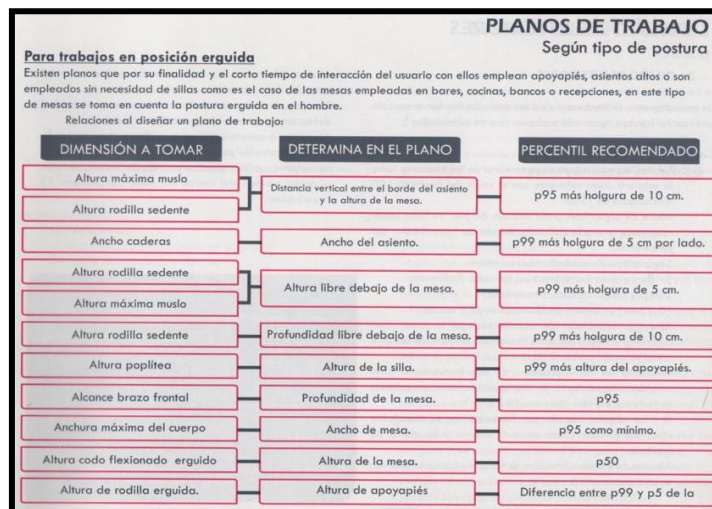 PLANOS DE TRABAJO
Según tipo de postura
Para trabajos en posición erguida
Existen planos que por su finalidad y el corto tiempo de interacción del usuario con ellos emplean apoyapiés, asientos altos o son
empleados sin necesidad de sillas como es el caso de las mesas empleadas en bares, cocinas, bancos o recepciones, en este tipo
de mesas se toma en cuenta la postura erguida en el hombre.
Relaciones al diseñar un plano de trabajo:
DIMENSIÓN A TOMAR DETERMINA EN EL PLANO PERCENTIL RECOMENDADO
Altura máxima muslo
Altura rodilla sedente
Distancia vertical entre el borde del asiento
y la altura de la mesa.
p95 más holgura de 10 cm.
Ancho caderas Ancho del asiento. p99 más holgura de 5 cm por lado.
Altura rodilla sedente
Altura máxima muslo
Altura libre debajo de la mesa. p99 más holgura de 5 cm.
Altura rodilla sedente Profundidad libre debajo de la mesa. p99 más holgura de 10 cm.
Altura poplítea Altura de la silla. p99 más altura del apoyapiés.
Alcance brazo frontal Profundidad de la mesa. p95
Anchura máxima del cuerpo Ancho de mesa. p95 como mínimo.
Altura codo flexionado erguido Altura de la mesa. p50
Altura de rodilla erguida. Altura de apoyapiés Diferencia entre p99 y p5 de la